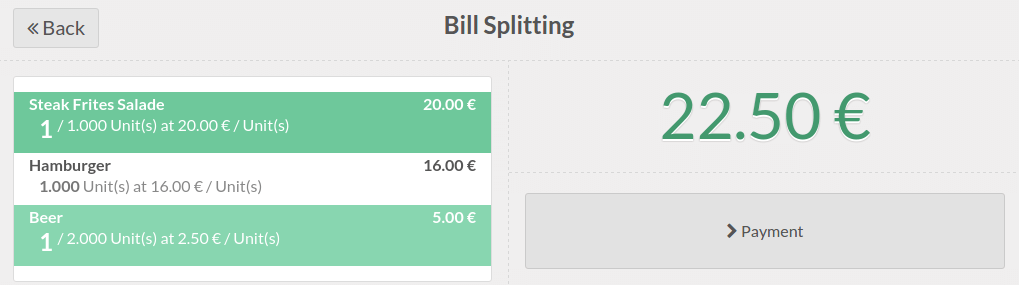 Back
Bill Splitting
Steak Frites Salade 20.00 €
1 / 1.000 Unit(s) at 20.00 € / Unit(s)
Hamburger 16.00 €
1.000 Unit(s) at 16.00 € / Unit(s)
Beer 5.00 €
1 / 2.000 Unit(s) at 2.50 € / Unit(s)
22.50 €
Payment